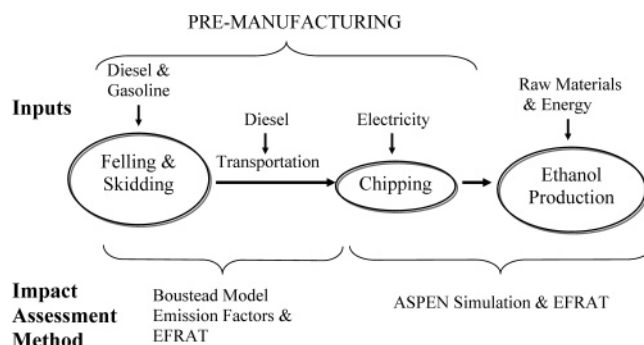 PRE-MANUFACTURING
Diesel &
Gasoline
Inputs
Diesel
Electricity
Raw Materials
& Energy
Felling &
Skidding
Transportation
Chipping
Ethanol
Production
Impact
Assessment
Method
Boustead Model
Emission Factors &
EFRAT
ASPEN Simulation & EFRAT